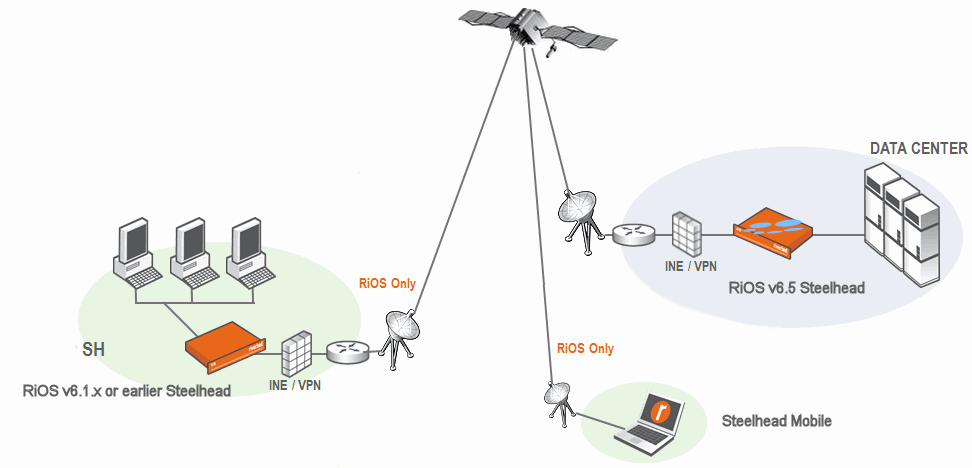 DATA CENTER
INE / VPN
RiOS v6.5 Steelhead
RiOS Only
SH
INE / VPN
RiOS v6.1.x or earlier Steelhead
RiOS Only
Steelhead Mobile